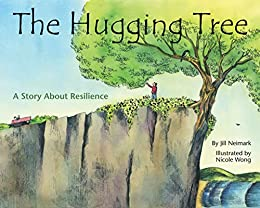 The Hugging Tree
A Story About Resilience
By Jill Neimark
Illustrated by
Nicole Wong